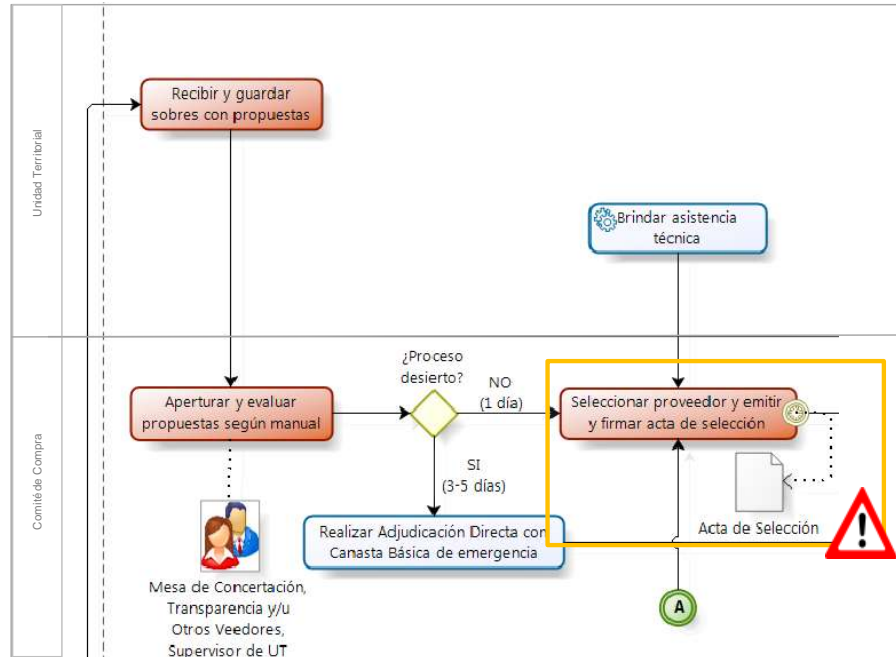 Unidad Territorial
Recibir y guardar
sobres con propuestas
Brindar asistencia
técnica
Comité de Compra
¿Proceso
desierto?
NO
(1 día)
Aperturar y evaluar
propuestas según manual
Seleccionar proveedor y emitir
y firmar acta de selección
SI
(3-5 días)
Acta de Selección
Realizar Adjudicación Directa con
Canasta Básica de emergencia
Mesa de Concertación,
Transparencia y/u
Otros Veedores,
Supervisor de UT
A
!